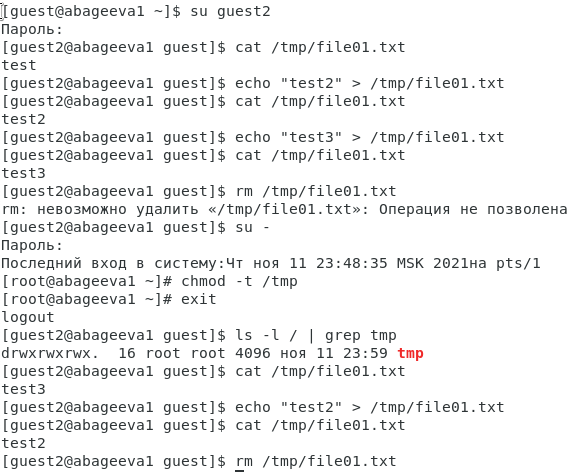 [guest@abageeva1 ~]$ su guest2
Пароль:
[guest2@abageeva1 guest]$ cat /tmp/file01.txt
test
[guest2@abageeva1 guest]$ echo "test2" > /tmp/file01.txt
[guest2@abageeva1 guest]$ cat /tmp/file01.txt
test2
[guest2@abageeva1 guest]$ echo "test3" > /tmp/file01.txt
[guest2@abageeva1 guest]$ cat /tmp/file01.txt
test3
[guest2@abageeva1 guest]$ rm /tmp/file01.txt
rm: невозможно удалить «/tmp/file01.txt»: Операция не позволена
[guest2@abageeva1 guest]$ su -
Пароль:
Последний вход в систему:Чт ноя 11 23:48:35 MSK 2021на pts/1
[root@abageeva1 ~]# chmod -t /tmp
[root@abageeva1 ~]# exit
logout
[guest2@abageeva1 guest]$ ls -l / | grep tmp
drwxrwxrwx.  16 root root 4096 ноя 11 23:59 tmp
[guest2@abageeva1 guest]$ cat /tmp/file01.txt
test3
[guest2@abageeva1 guest]$ echo "test2" > /tmp/file01.txt
[guest2@abageeva1 guest]$ cat /tmp/file01.txt
test2
[guest2@abageeva1 guest]$ rm /tmp/file01.txt